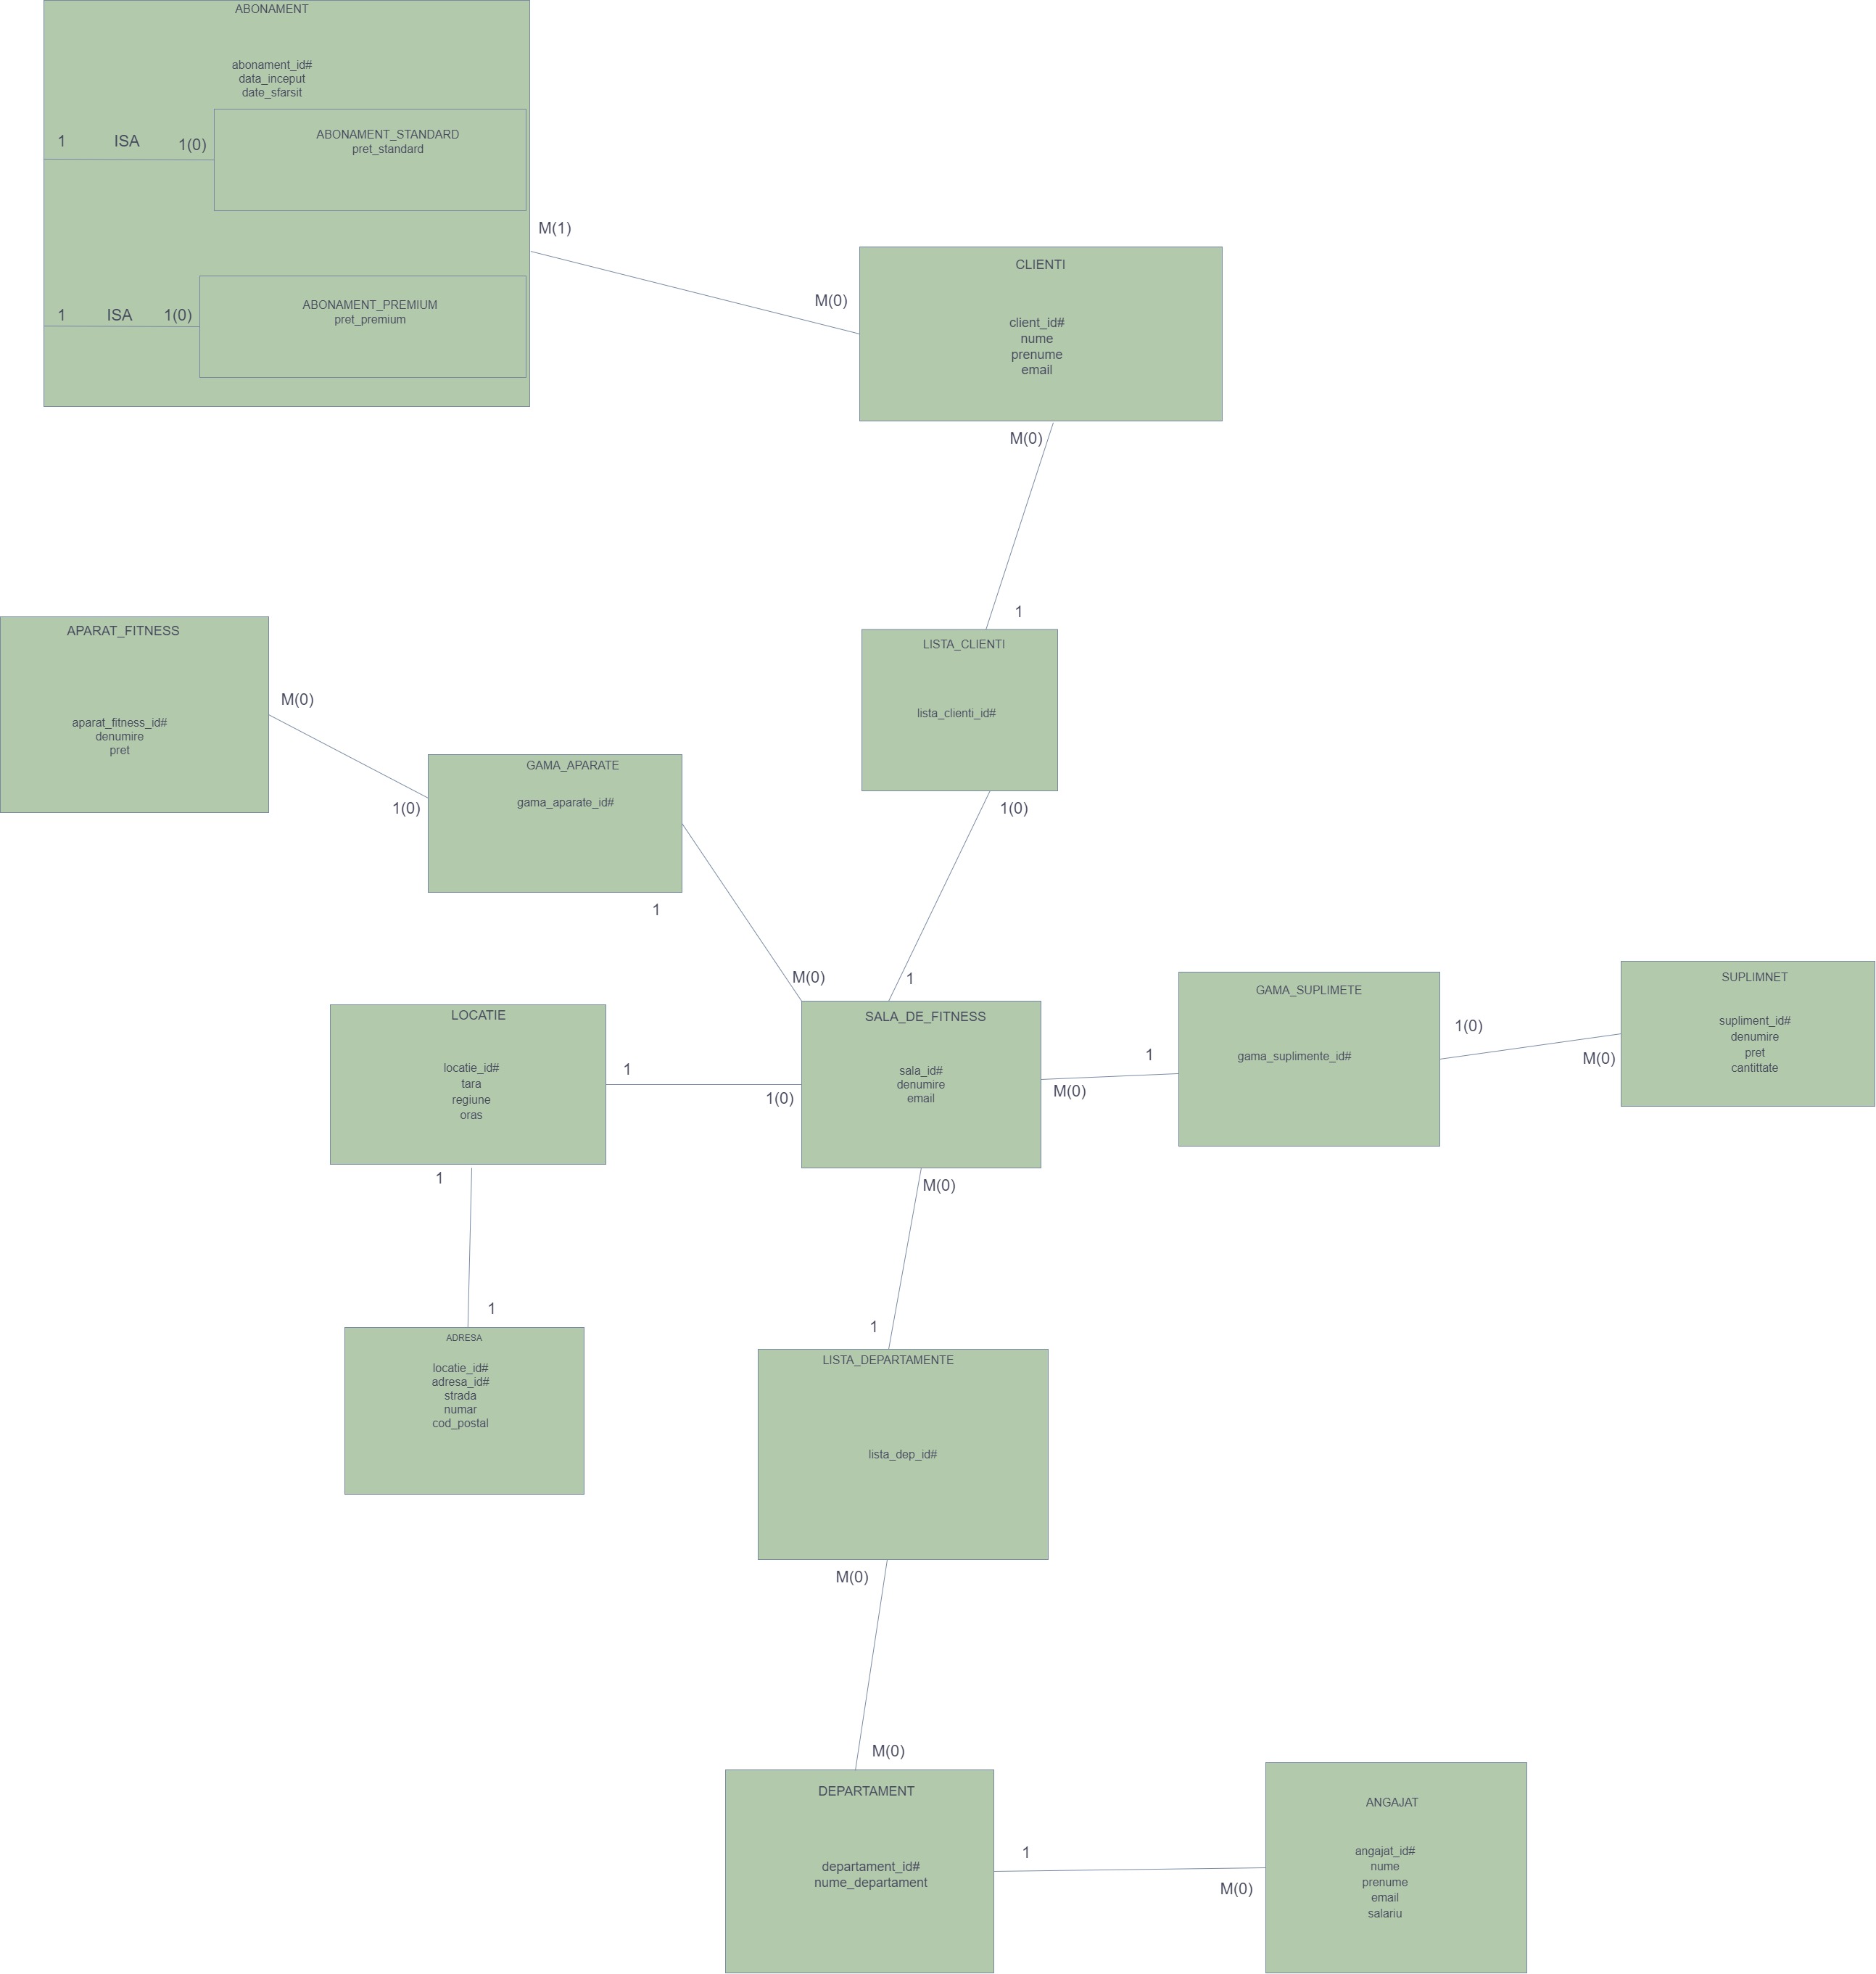 ABONAMENT
abonament_id#
data_inceput
date_sfarsit
1
ISA
1(0)
ABONAMENT_STANDARD
pret_standard
1
ISA
1(0)
ABONAMENT_PREMIUM
pret_premium
M(1)
M(0)
CLIENTI
client_id#
nume
prenume
email
M(0)
1
LISTA_CLIENTI
lista_clienti_id#
1(0)
1
APARAT_FITNESS
aparat_fitness_id#
denumire
pret
M(0)
1(0)
GAMA_APARATE
gama_aparate_id#
1
M(0)
LOCATIE
locatie_id#
tara
regiune
oras
1
1(0)
SALA_DE_FITNESS
sala_id#
denumire
email
1
M(0)
GAMA_SUPLIMETE
gama_suplimente_id#
1(0)
M(0)
SUPLIMNET
supliment_id#
denumire
pret
cantittate
1
1
ADRESA
locatie_id#
adresa_id#
strada
numar
cod_postal
M(0)
1
LISTA_DEPARTAMENTE
lista_dep_id#
M(0)
M(0)
DEPARTAMENT
departament_id#
nume_departament
1
M(0)
ANGAJAT
angajat_id#
nume
prenume
email
salariu